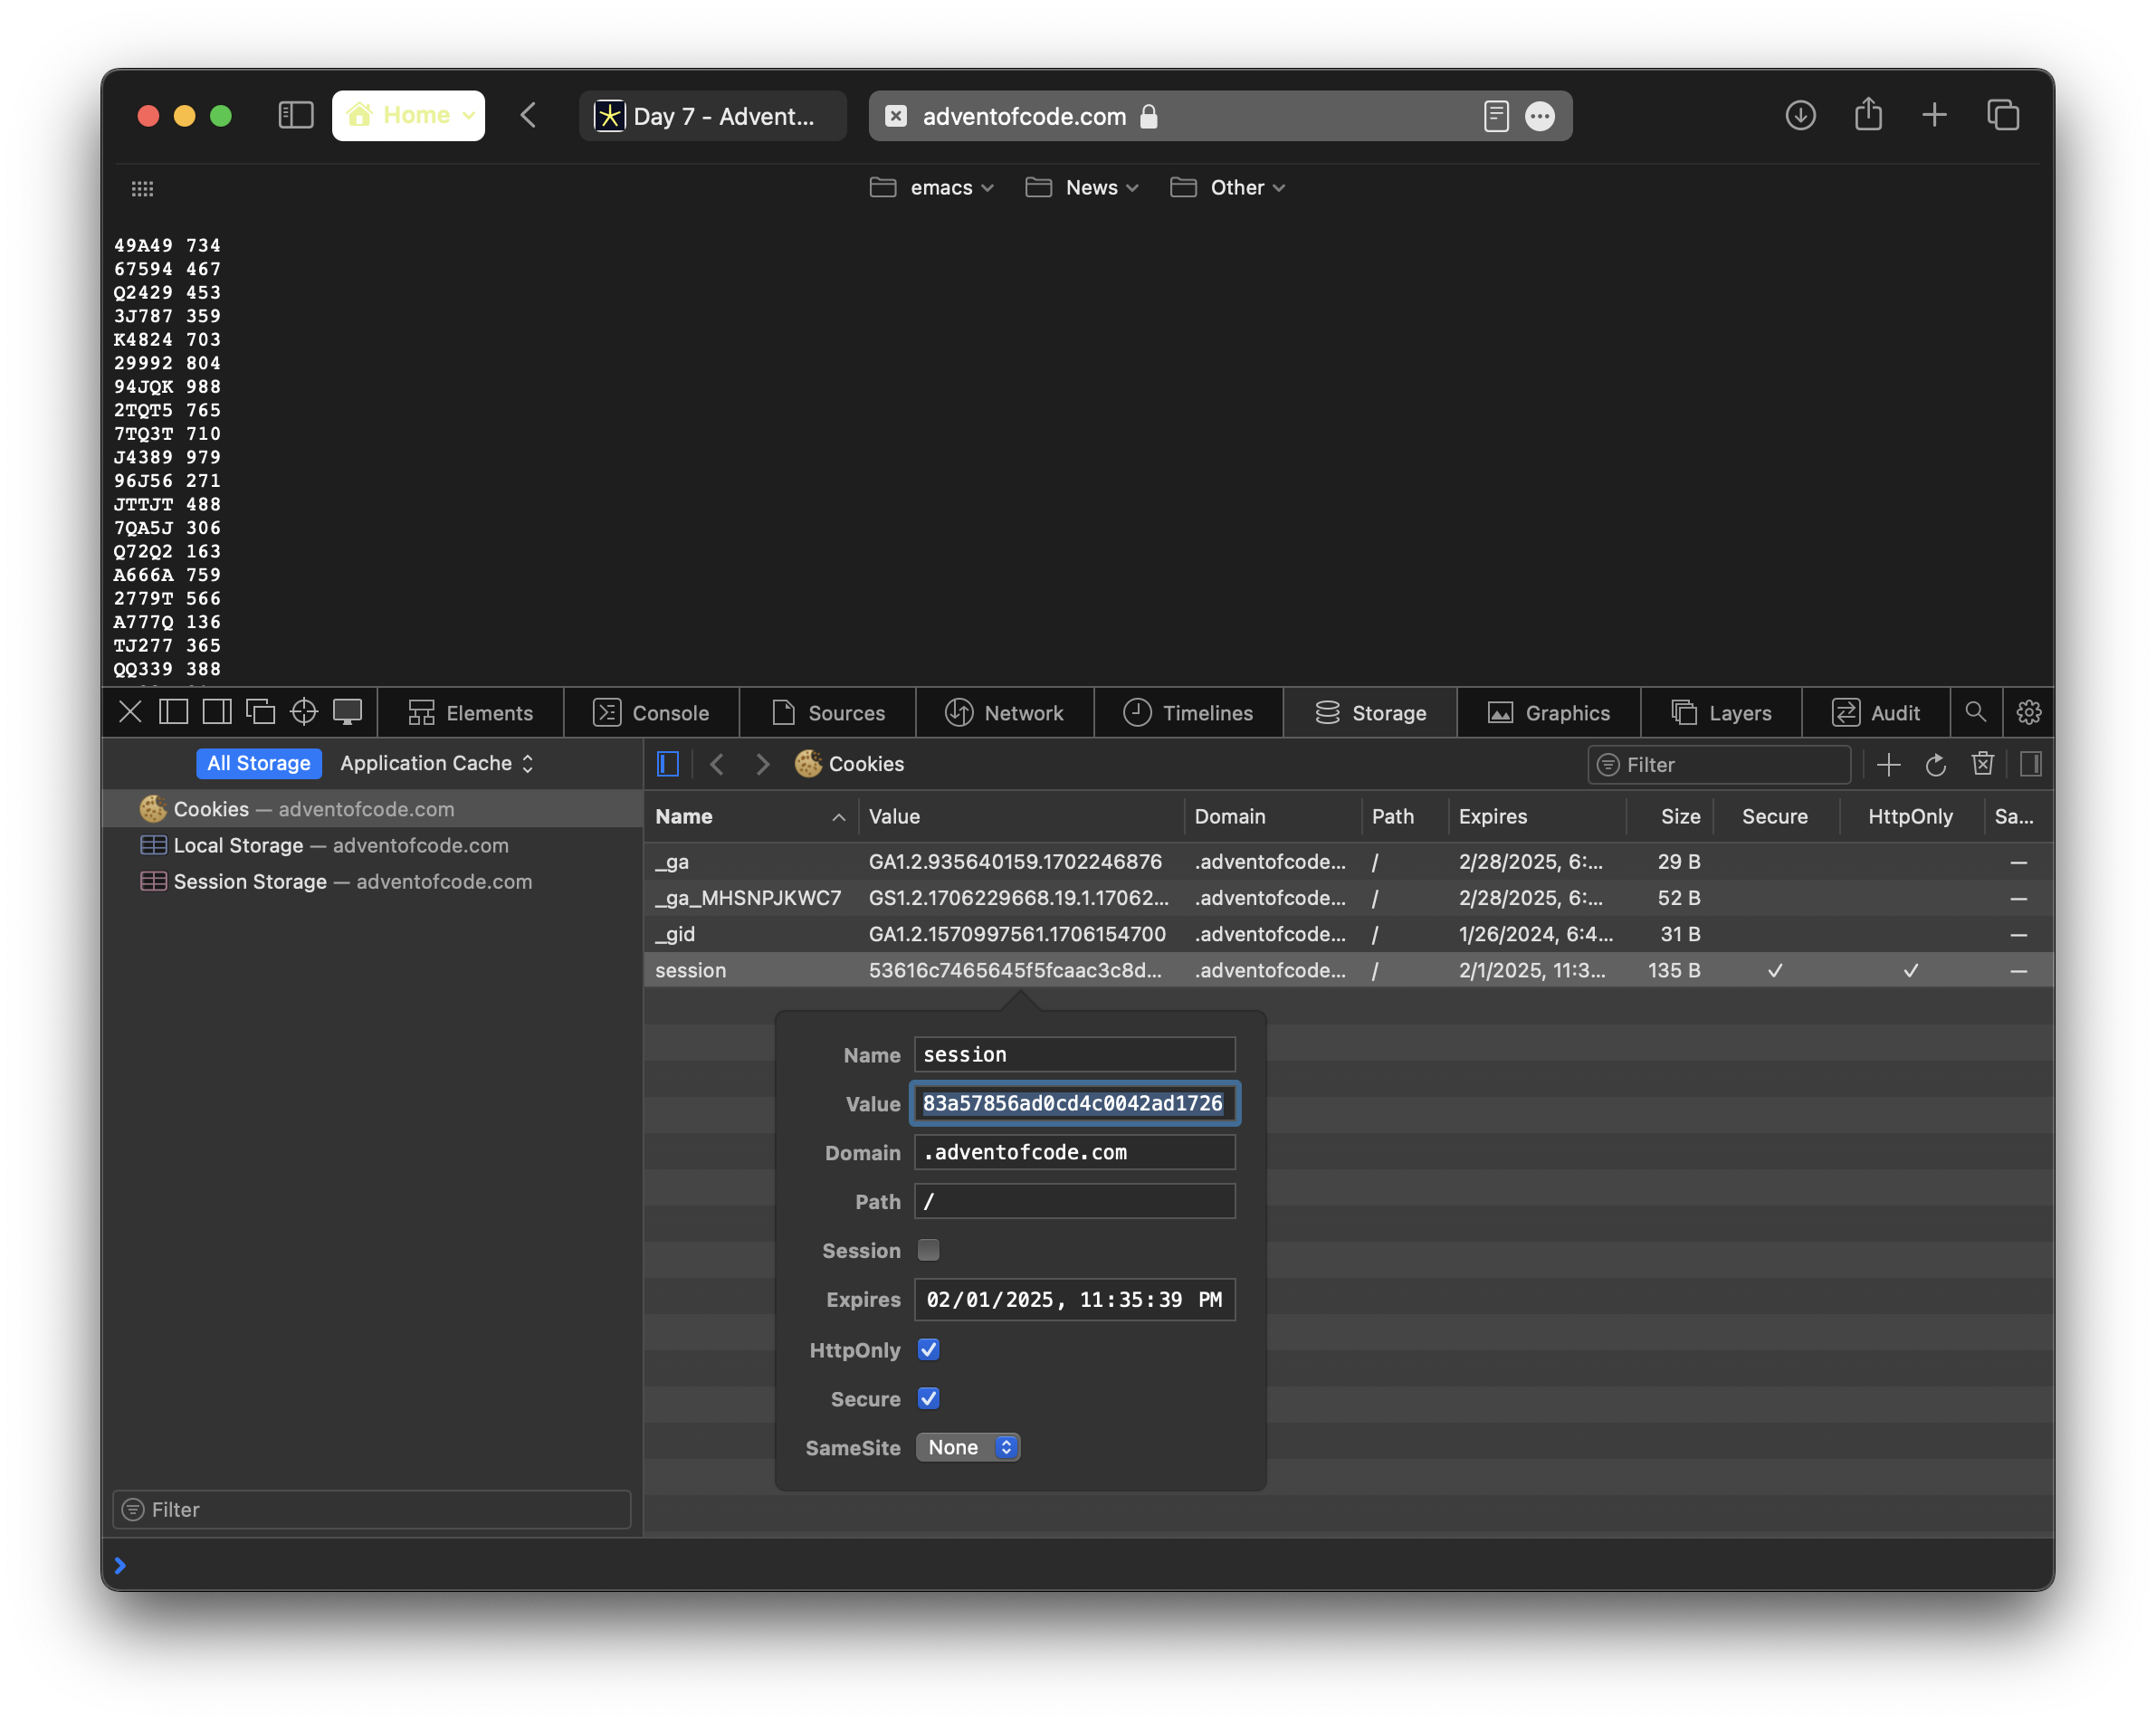 Home
Day 7 - Advent...
adventofcode.com
emacs
News
Other
49A49 734
67594 467
Q2429 453
3J787 359
K4824 703
29992 804
94JQK 988
2TQT5 765
7TQ3T 710
J4389 979
96J56 271
JTTJT 488
7QA5J 306
Q72Q2 163
A666A 759
2779T 566
A777Q 136
TJ277 365
QQ339 388
Elements
Console
Sources
Network
Timelines
Storage
Graphics
Layers
Audit
All Storage
Application Cache
Cookies
Filter
Cookies — adventofcode.com
Local Storage — adventofcode.com
Session Storage — adventofcode.com
Name Value Domain Path Expires Size Secure HttpOnly Sa...
_ga GA1.2.935640159.1702246876 .adventofcode... / 2/28/2025, 6:... 29 B —
_ga_MHSNPJKWC7 GS1.2.1706229668.19.1.17062... .adventofcode... / 2/28/2025, 6:... 52 B —
_gid GA1.2.1570997561.1706154700 .adventofcode... / 1/26/2024, 6:4... 31 B —
session 53616c7465645f5fcaac3c8d... .adventofcode... / 2/1/2025, 11:3... 135 B ✓ ✓ —
Name session
Value 83a57856ad0cd4c0042ad1726
Domain .adventofcode.com
Path /
Session
Expires 02/01/2025, 11:35:39 PM
HttpOnly
Secure
SameSite None
Filter